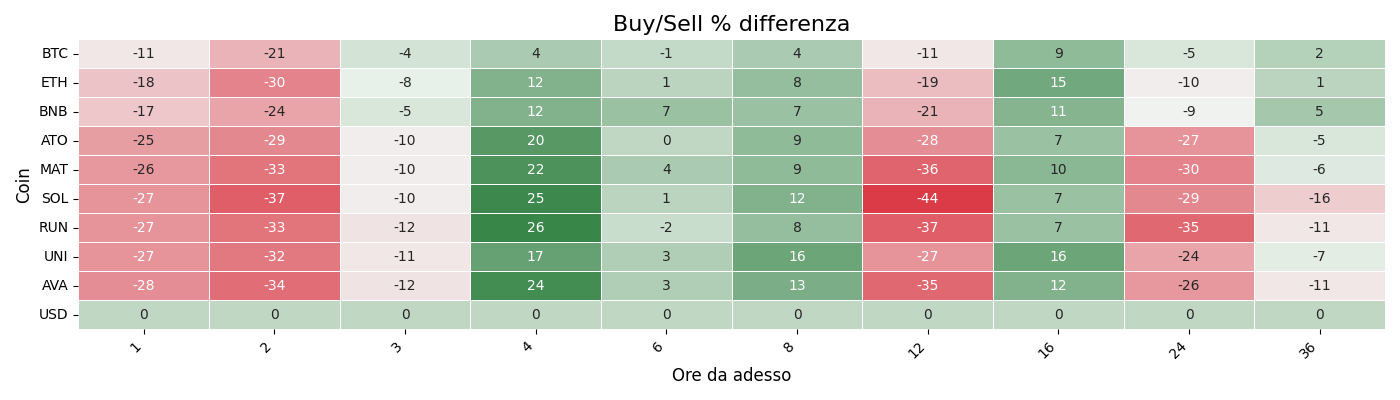 Buy/Sell % differenza
Coin
BTC -11 -21 -4 4 -1 4 -11 9 -5 2
ETH -18 -30 -8 12 1 8 -19 15 -10 1
BNB -17 -24 -5 12 7 7 -21 11 -9 5
ATO -25 -29 -10 20 0 9 -28 7 -27 -5
MAT -26 -33 -10 22 4 9 -36 10 -30 -6
SOL -27 -37 -10 25 1 12 -44 7 -29 -16
RUN -27 -33 -12 26 -2 8 -37 7 -35 -11
UNI -27 -32 -11 17 3 16 -27 16 -24 -7
AVA -28 -34 -12 24 3 13 -35 12 -26 -11
USD 0 0 0 0 0 0 0 0 0 0
1 2 3 4 6 8 12 16 24 36
Ore da adesso